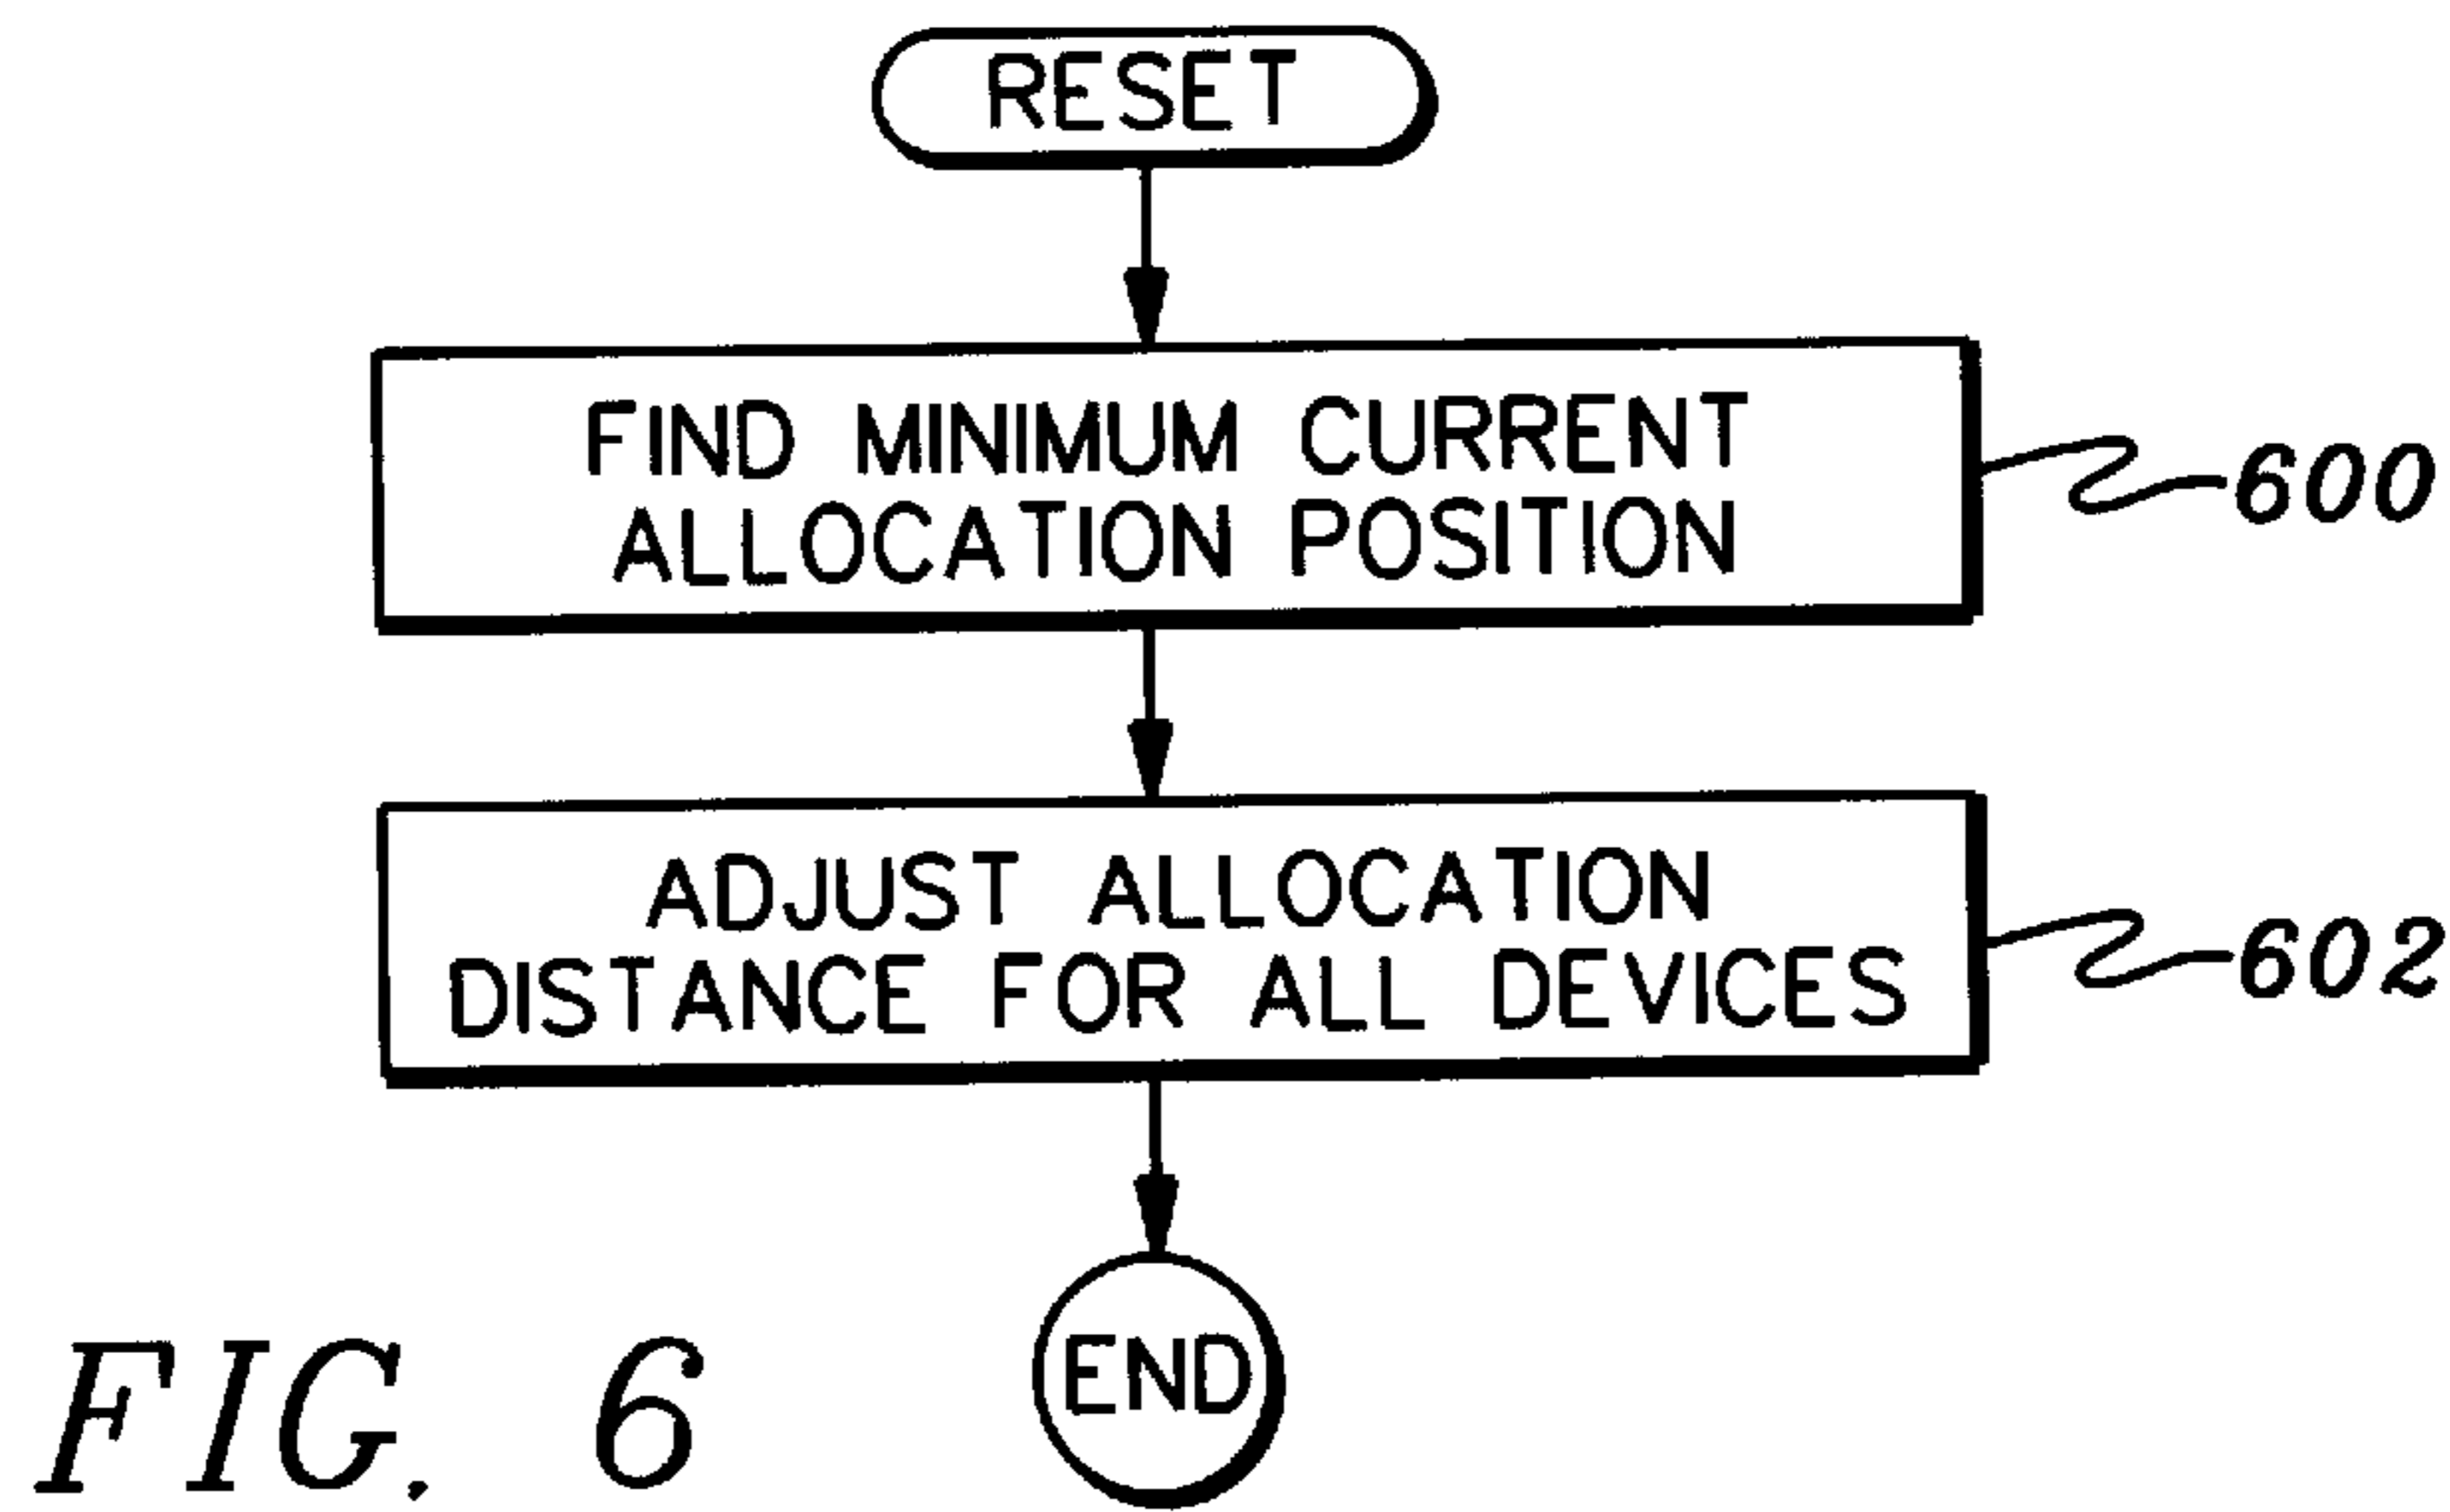 RESET
FIND MINIMUM CURRENT
ALLOCATION POSITION
600
ADJUST ALLOCATION
DISTANCE FOR ALL DEVICES
602
END
FIG. 6